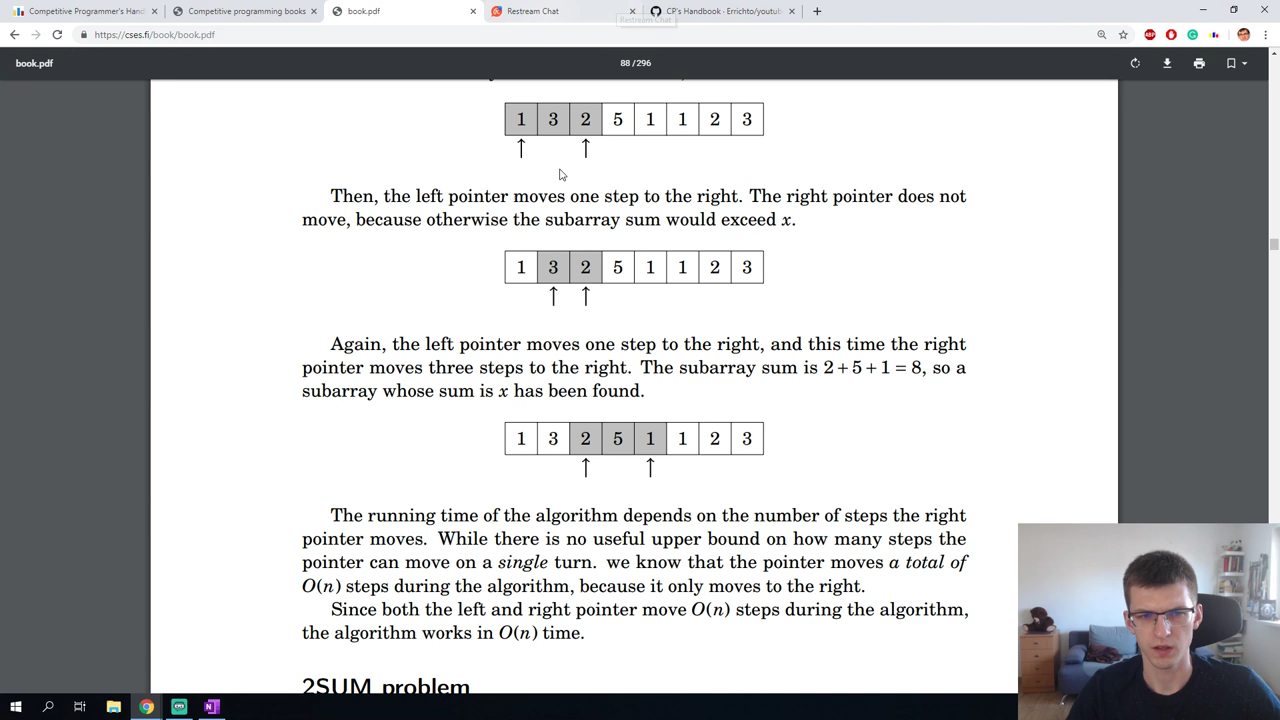 Competitive Programmer's Hand
Competitive programming books
book.pdf
Restream Chat
CP's Handbook · Errichto/youtub
Restream Chat
https://cses.fi/book/book.pdf
book.pdf
88 / 296
1 3 2 5 1 1 2 3
Then, the left pointer moves one step to the right. The right pointer does not
move, because otherwise the subarray sum would exceed x.
1 3 2 5 1 1 2 3
Again, the left pointer moves one step to the right, and this time the right
pointer moves three steps to the right. The subarray sum is 2 + 5 + 1 = 8, so a
subarray whose sum is x has been found.
1 3 2 5 1 1 2 3
The running time of the algorithm depends on the number of steps the right
pointer moves. While there is no useful upper bound on how many steps the
pointer can move on a single turn. we know that the pointer moves a total of
O(n) steps during the algorithm, because it only moves to the right.
Since both the left and right pointer move O(n) steps during the algorithm,
the algorithm works in O(n) time.
2SUM problem